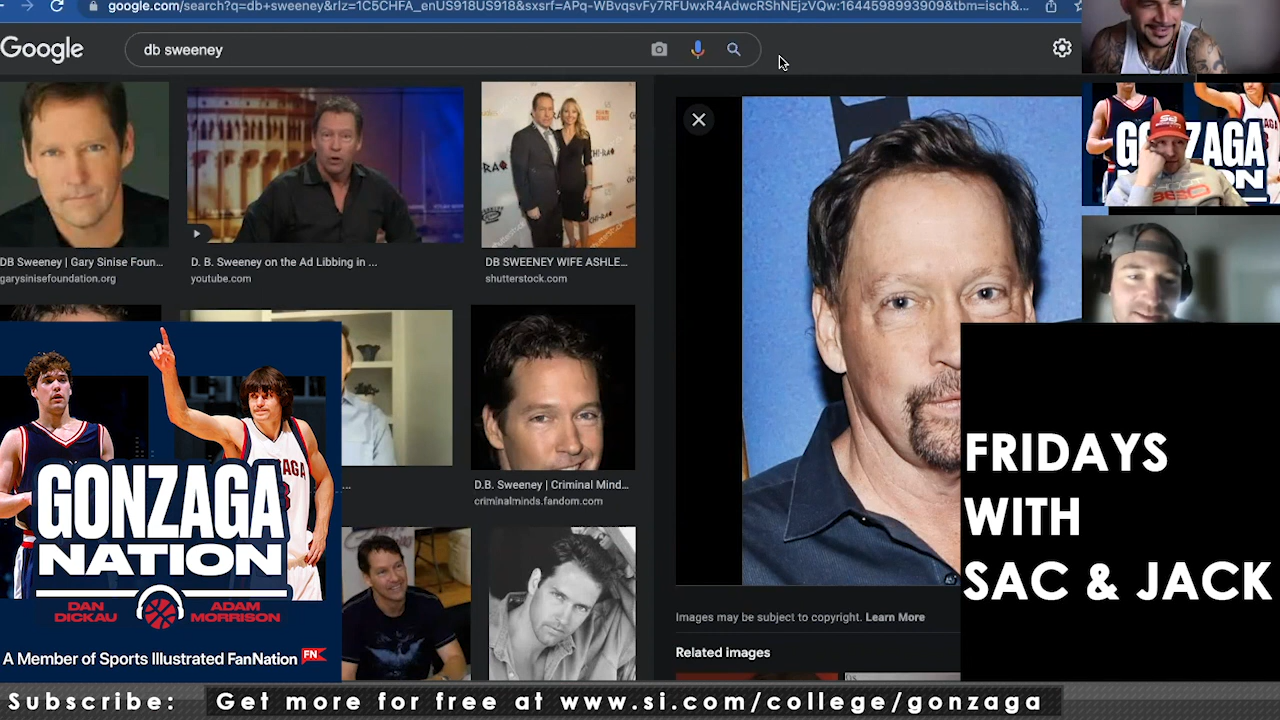 google.com/search?q=db+sweeney&rlz=1C5CHFA_enUS918US918&sxsrf=APq-WBvqsvFy7RFUwxR4AdwcRShNEjzVQw:1644598993909&tbm=isch&...
Google
db sweeney
DB Sweeney | Gary Sinise Foun...
garysinisefoundation.org
D. B. Sweeney on the Ad Libbing in ...
youtube.com
DB SWEENEY WIFE ASHLE...
shutterstock.com
D.B. Sweeney | Criminal Mind...
criminalminds.fandom.com
Images may be subject to copyright. Learn More
Related images
GONZAGA
NATION
FRIDAYS
WITH
SAC & JACK
GONZAGA
NATION
DAN
DICKAU
ADAM
MORRISON
A Member of Sports Illustrated FanNation FN
Subscribe: Get more for free at www.si.com/college/gonzaga